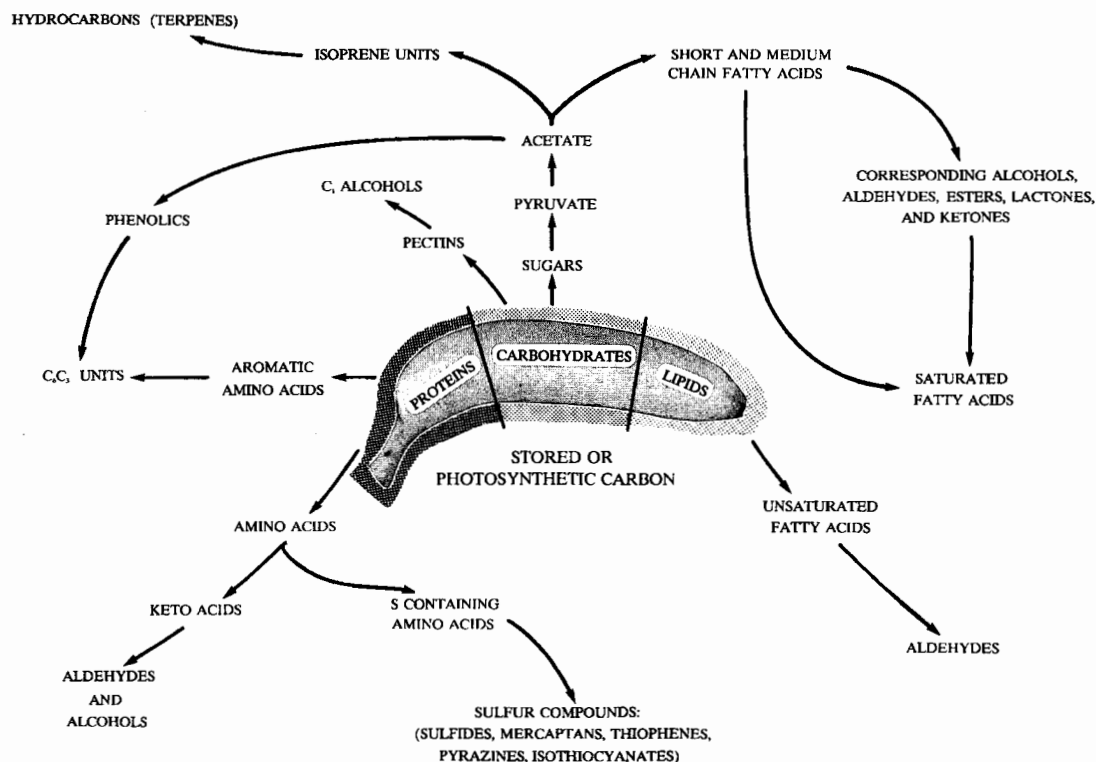 HYDROCARBONS (TERPENES)
ISOPRENE UNITS
SHORT AND MEDIUM
CHAIN FATTY ACIDS
ACETATE
C₁ ALCOHOLS
CORRESPONDING ALCOHOLS,
ALDEHYDES, ESTERS, LACTONES,
AND KETONES
PHENOLICS
PYRUVATE
PECTINS
SUGARS
C₆C₃ UNITS
AROMATIC
AMINO ACIDS
PROTEINS
CARBOHYDRATES
LIPIDS
SATURATED
FATTY ACIDS
STORED OR
PHOTOSYNTHETIC CARBON
AMINO ACIDS
UNSATURATED
FATTY ACIDS
KETO ACIDS
S CONTAINING
AMINO ACIDS
ALDEHYDES
ALDEHYDES
AND
ALCOHOLS
SULFUR COMPOUNDS:
(SULFIDES, MERCAPTANS, THIOPHENES,
PYRAZINES, ISOTHIOCYANATES)